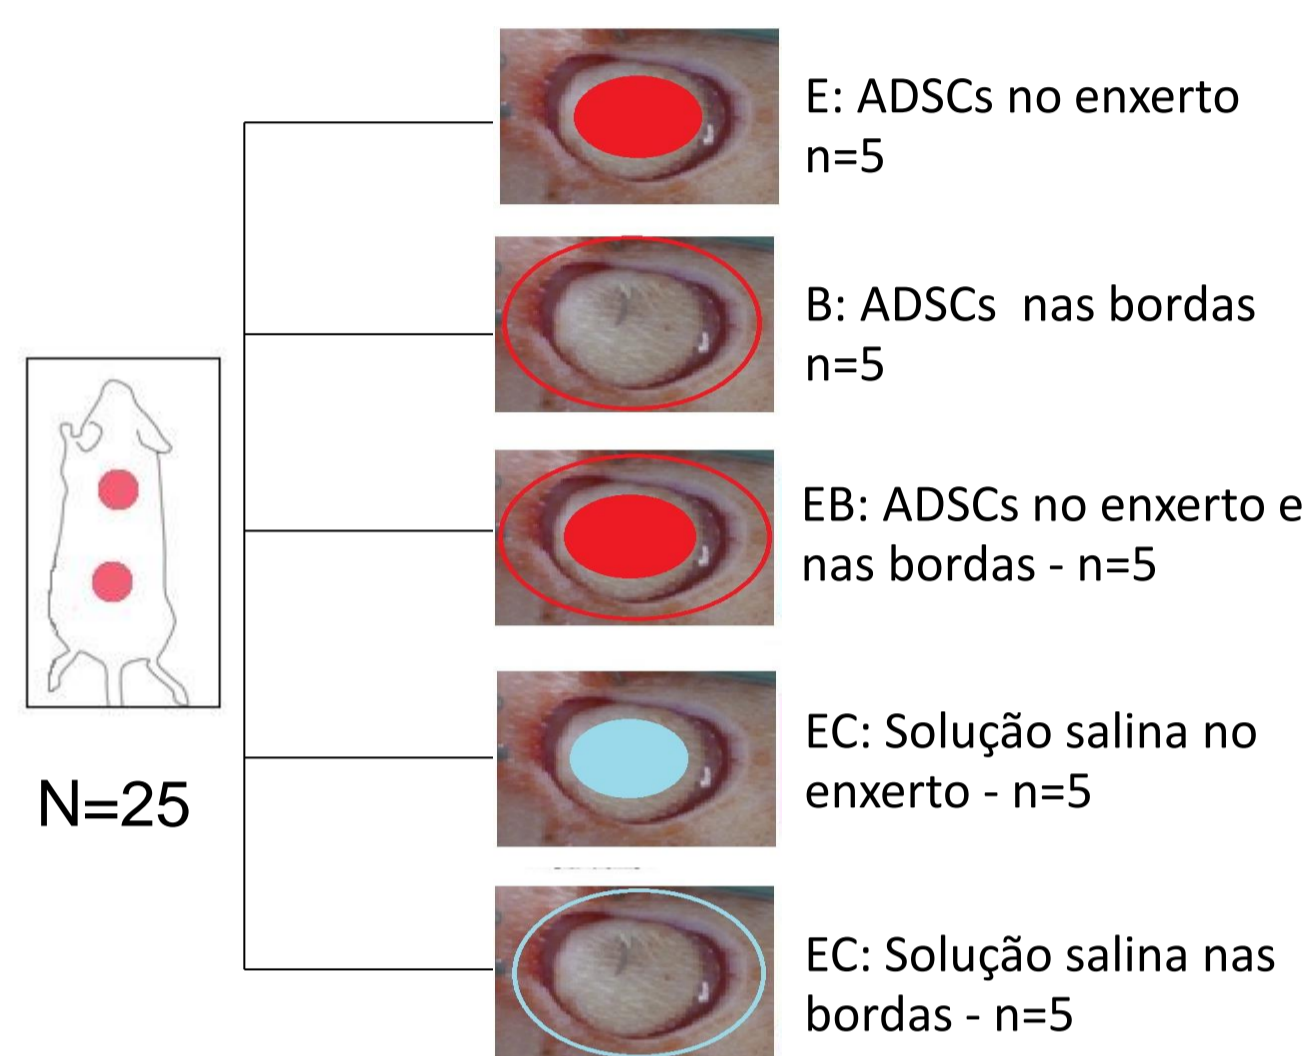 E: ADSCs no enxerto
n=5
B: ADSCs  nas bordas
n=5
EB: ADSCs no enxerto e
nas bordas - n=5
EC: Solução salina no
enxerto - n=5
N=25
EC: Solução salina nas
bordas - n=5